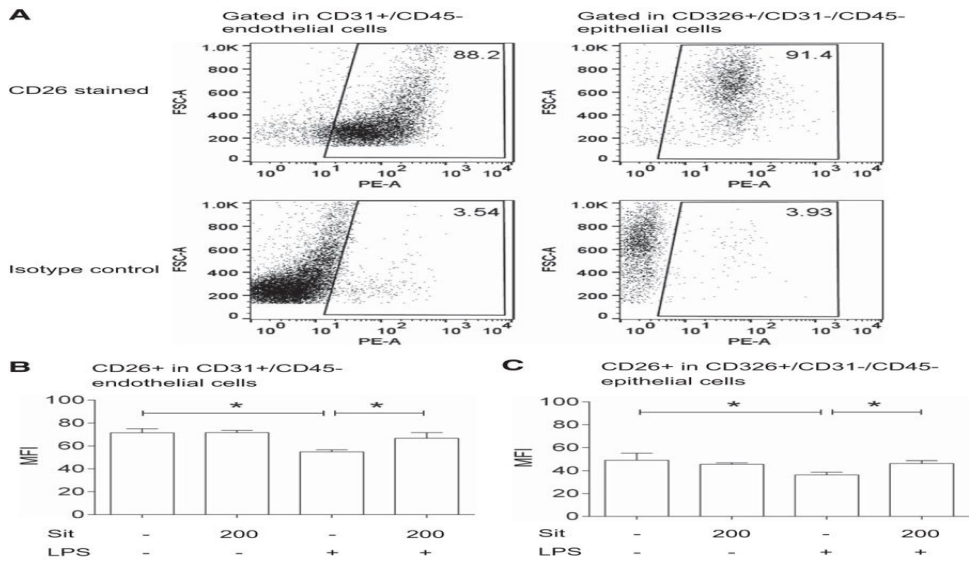 A
Gated in CD31+/CD45-
endothelial cells
Gated in CD326+/CD31-/CD45-
epithelial cells
CD26 stained
FSC-A
1.0K
800
600
400
200
0
88.2
10^0 10^1 10^2 10^3 10^4
PE-A
FSC-A
1.0K
800
600
400
200
0
91.4
10^0 10^1 10^2 10^3 10^4
PE-A
Isotype control
FSC-A
1.0K
800
600
400
200
0
3.54
10^0 10^1 10^2 10^3 10^4
PE-A
FSC-A
1.0K
800
600
400
200
0
3.93
10^0 10^1 10^2 10^3 10^4
PE-A
B
CD26+ in CD31+/CD45-
endothelial cells
MFI
100
80
60
40
20
0
* *
Sit - 200 - 200
LPS - - + +
C
CD26+ in CD326+/CD31-/CD45-
epithelial cells
MFI
100
80
60
40
20
0
* *
Sit - 200 - 200
LPS - - + +